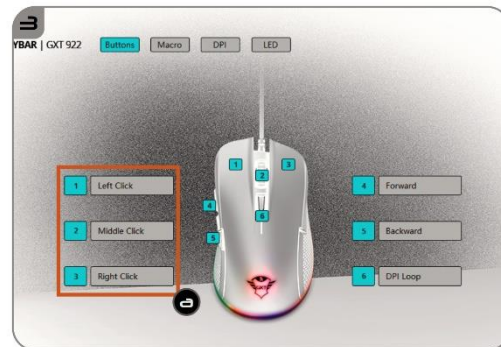 B
YBAR | GXT 922 Buttons Macro DPI LED
1 3
2
4
6
5
1 Left Click
2 Middle Click
3 Right Click
4 Forward
5 Backward
6 DPI Loop
a